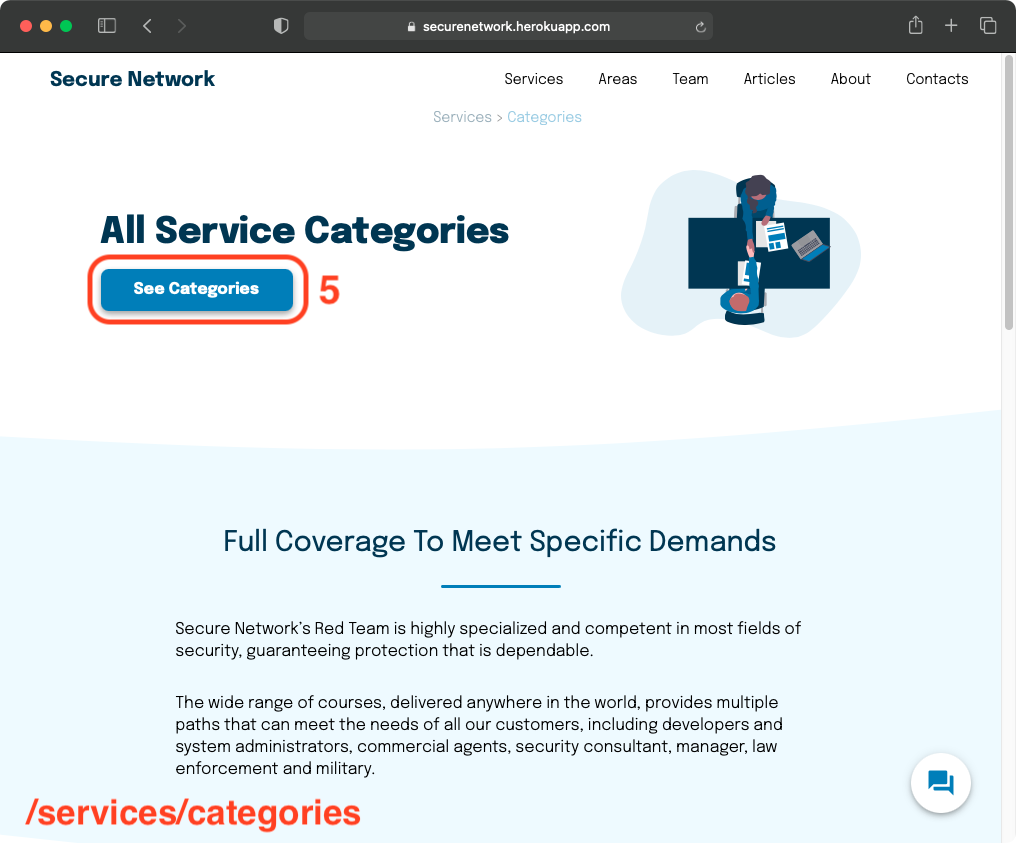 securenetwork.herokuapp.com
Secure Network
Services Areas Team Articles About Contacts
Services > Categories
All Service Categories
See Categories
5
Full Coverage To Meet Specific Demands
Secure Network’s Red Team is highly specialized and competent in most fields of
security, guaranteeing protection that is dependable.
The wide range of courses, delivered anywhere in the world, provides multiple
paths that can meet the needs of all our customers, including developers and
system administrators, commercial agents, security consultant, manager, law
enforcement and military.
/services/categories